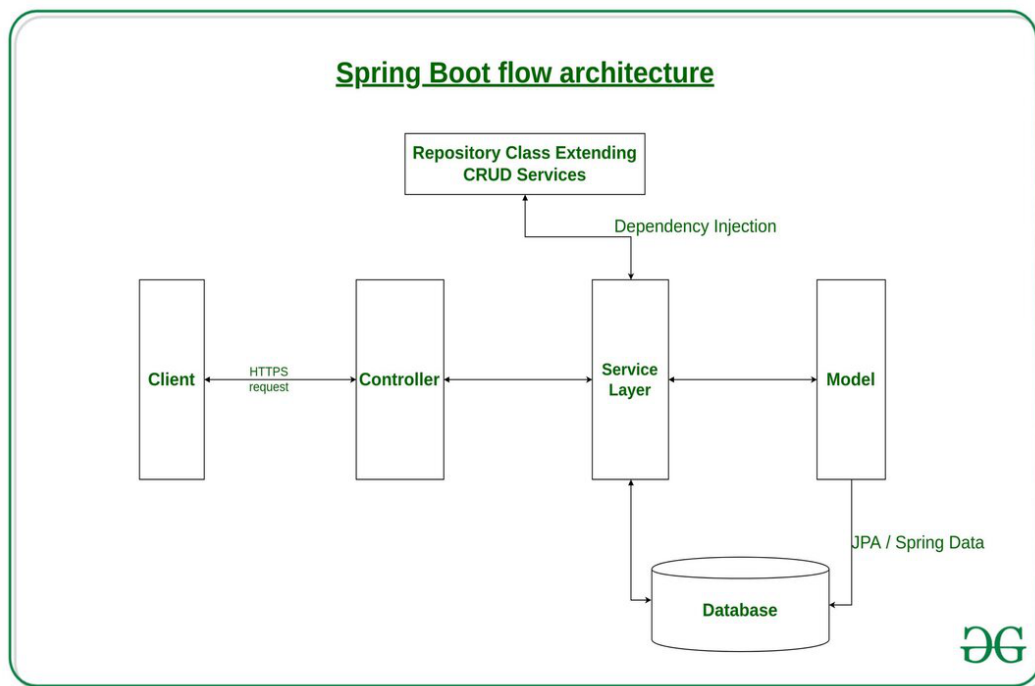 Spring Boot flow architecture
Repository Class Extending
CRUD Services
Dependency Injection
Client
HTTPS
request
Controller
Service
Layer
Model
JPA / Spring Data
Database